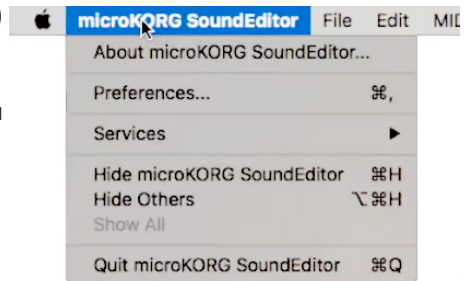 microKORG SoundEditor File Edit
About microKORG SoundEditor...
Preferences... ⌘,
Services ▶
Hide microKORG SoundEditor ⌘H
Hide Others ⌥⌘H
Show All
Quit microKORG SoundEditor ⌘Q